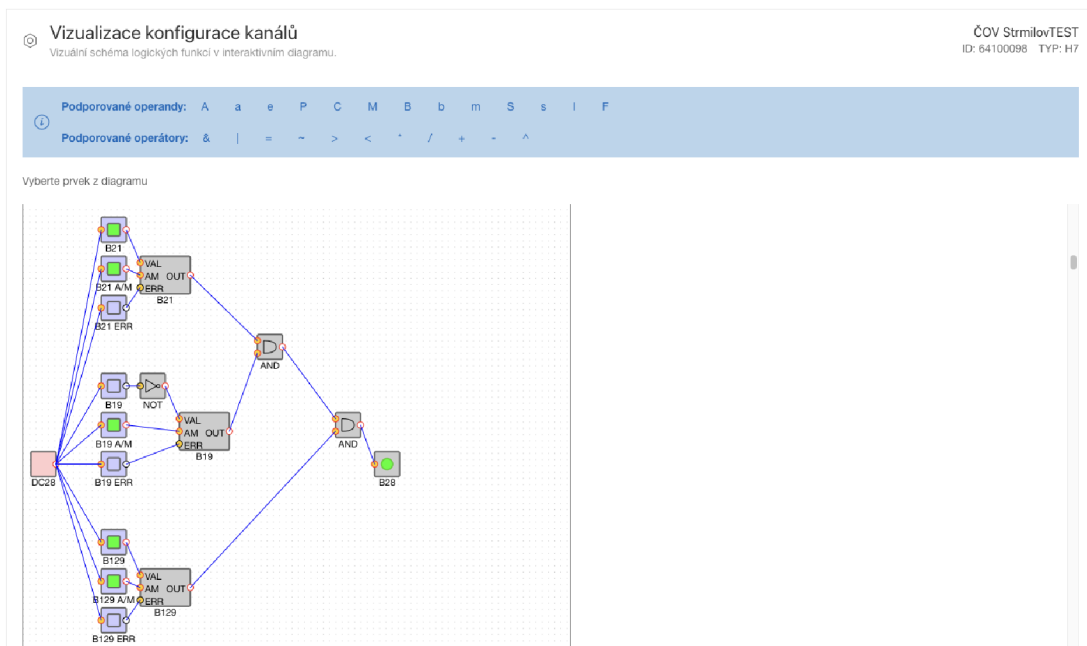 Vizualizace konfigurace kanálů
Vizuální schéma logických funkcí v interaktivním diagramu.
ČOV StrmilovTEST
ID: 64100098 TYP: H7
Podporované operandy: A a e P C M B b m S s I F
Podporované operátory: & | = ~ > < * / + - ^
Vyberte prvek z diagramu
B21
VAL
B21 A/M
AM OUT
ERR
B21
B21 ERR
AND
B19
NOT
VAL
B19 A/M
AM OUT
ERR
B19
AND
DC28
B19 ERR
B28
B129
VAL
B129 A/M
AM OUT
ERR
B129
B129 ERR